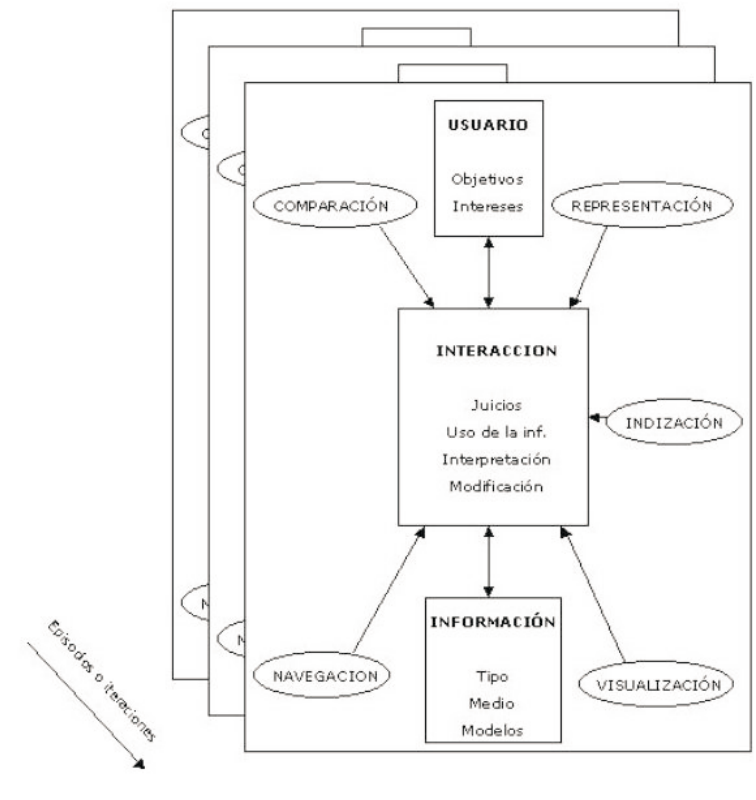 USUARIO
Objetivos
Intereses
COMPARACIÓN
REPRESENTACIÓN
INTERACCION
Juicios
Uso de la inf.
Interpretación
Modificación
INDIZACIÓN
INFORMACIÓN
Tipo
Medio
Modelos
NAVEGACION
VISUALIZACIÓN
Episodios o iteraciones